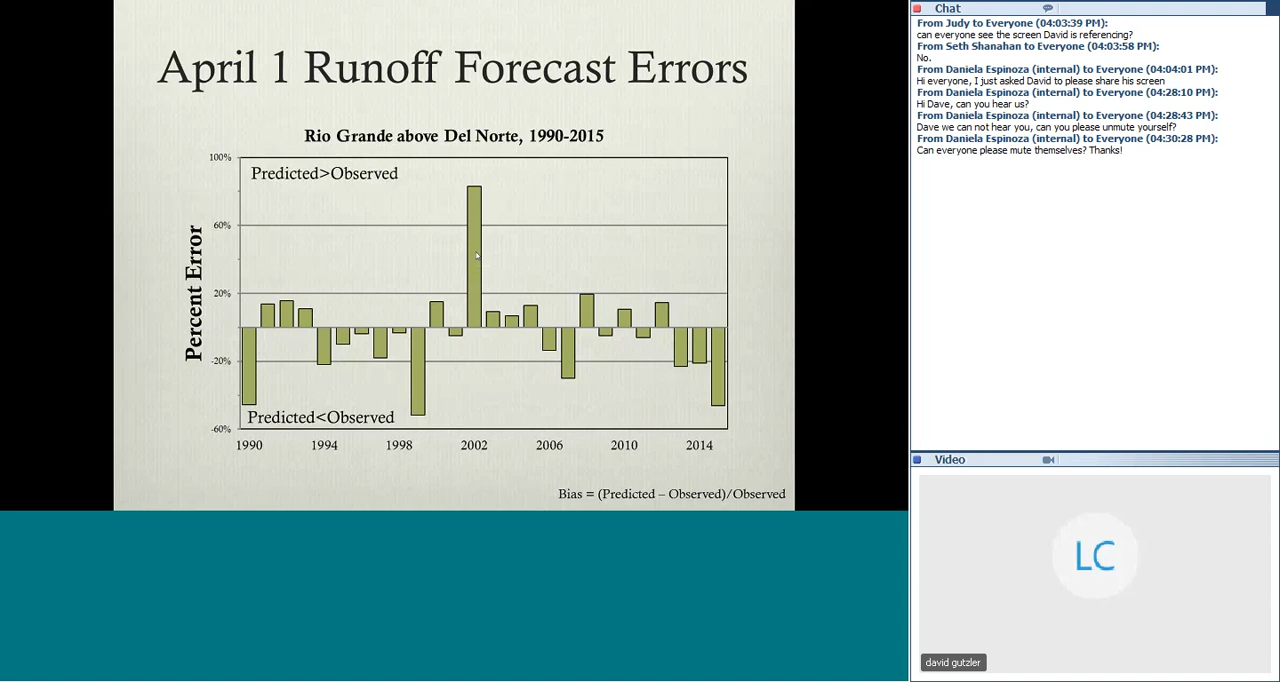 April 1 Runoff Forecast Errors
Rio Grande above Del Norte, 1990-2015
100%
Predicted>Observed
60%
20%
-20%
-60%
Percent Error
Predicted<Observed
1990 1994 1998 2002 2006 2010 2014
Bias = (Predicted – Observed)/Observed
Chat
From Judy to Everyone (04:03:39 PM):
can everyone see the screen David is referencing?
From Seth Shanahan to Everyone (04:03:58 PM):
No.
From Daniela Espinoza (internal) to Everyone (04:04:01 PM):
Hi everyone, I just asked David to please share his screen
From Daniela Espinoza (internal) to Everyone (04:28:10 PM):
Hi Dave, can you hear us?
From Daniela Espinoza (internal) to Everyone (04:28:43 PM):
Dave we can not hear you, can you please unmute yourself?
From Daniela Espinoza (internal) to Everyone (04:30:28 PM):
Can everyone please mute themselves? Thanks!
Video
LC
david gutzler